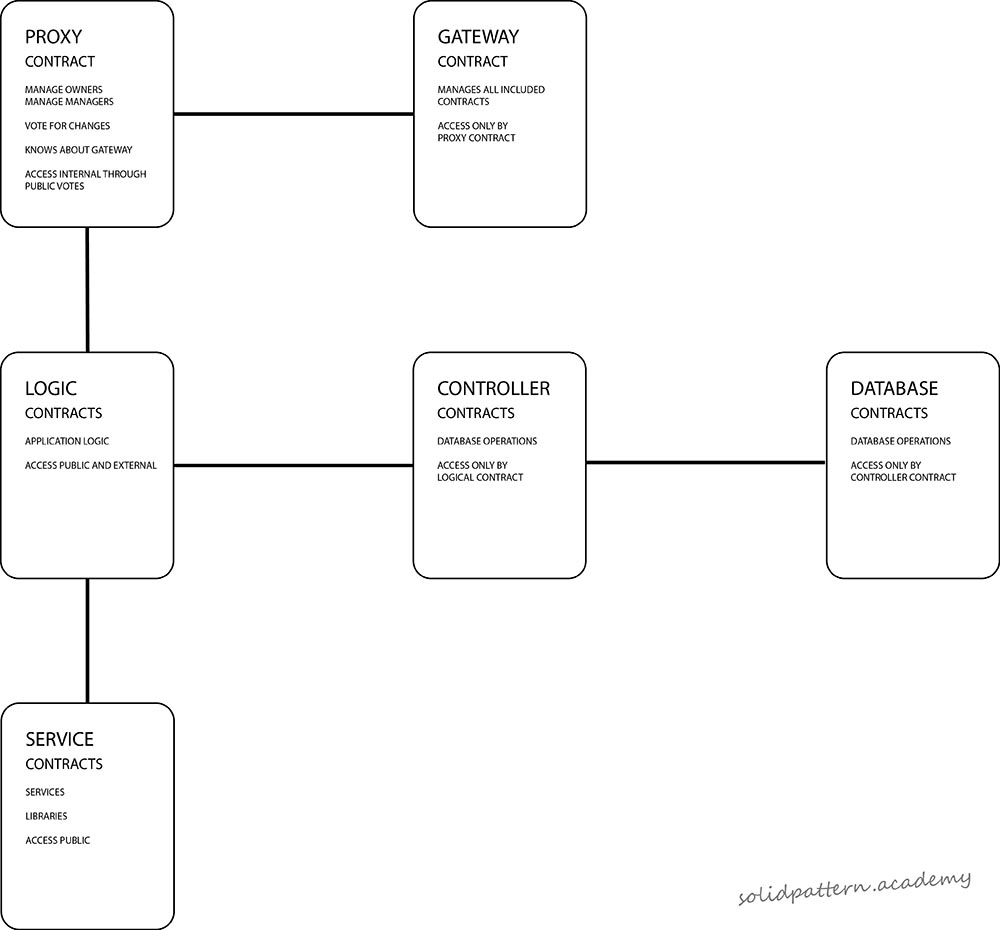 PROXY
CONTRACT
MANAGE OWNERS
MANAGE MANAGERS
VOTE FOR CHANGES
KNOWS ABOUT GATEWAY
ACCESS INTERNAL THROUGH
PUBLIC VOTES
GATEWAY
CONTRACT
MANAGES ALL INCLUDED
CONTRACTS
ACCESS ONLY BY
PROXY CONTRACT
LOGIC
CONTRACTS
APPLICATION LOGIC
ACCESS PUBLIC AND EXTERNAL
CONTROLLER
CONTRACTS
DATABASE OPERATIONS
ACCESS ONLY BY
LOGICAL CONTRACT
DATABASE
CONTRACTS
DATABASE OPERATIONS
ACCESS ONLY BY
CONTROLLER CONTRACT
SERVICE
CONTRACTS
SERVICES
LIBRARIES
ACCESS PUBLIC
solidpattern.academy